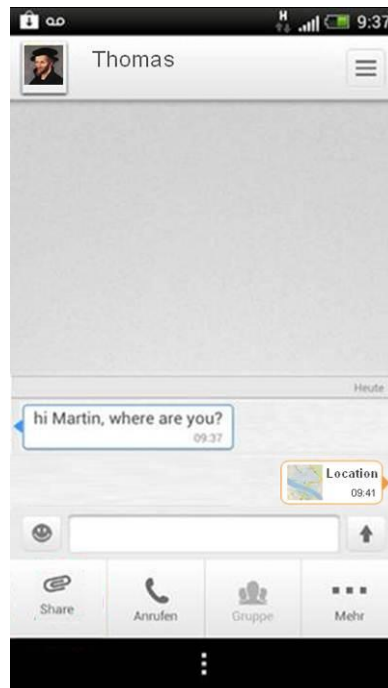 H
9:37
Thomas
Heute
hi Martin, where are you?
09:37
Location
09:41
Share
Anrufen
Gruppe
Mehr